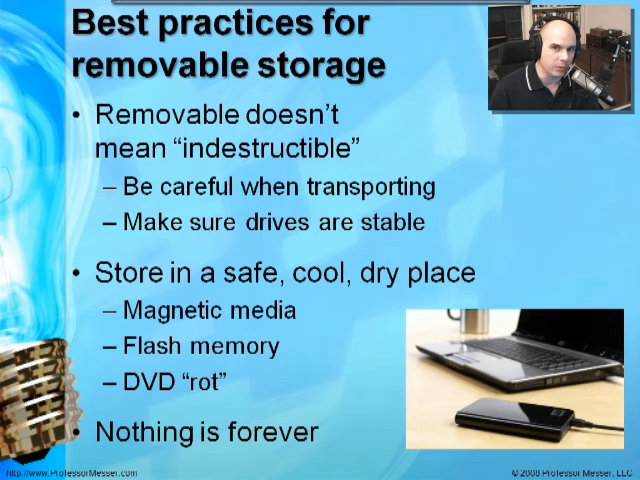 Best practices for
removable storage
• Removable doesn't
mean “indestructible”
– Be careful when transporting
– Make sure drives are stable
• Store in a safe, cool, dry place
– Magnetic media
– Flash memory
– DVD “rot”
• Nothing is forever
http://www.ProfessorMesser.com
© 2008 Professor Messer, LLC